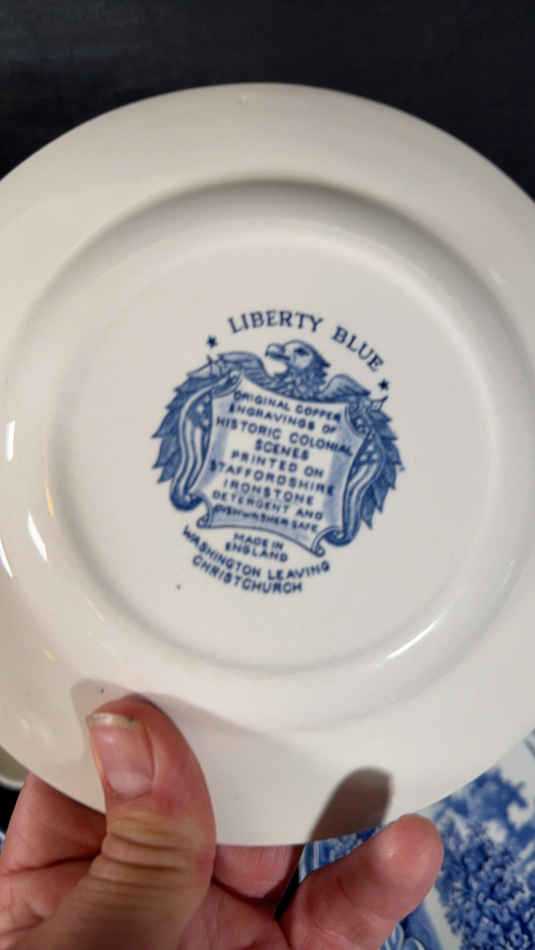 LIBERTY BLUE
ORIGINAL COPPER
ENGRAVINGS OF
HISTORIC COLONIAL
SCENES
PRINTED ON
STAFFORDSHIRE
IRONSTONE
DETERGENT AND
DISHWASHER SAFE
MADE IN
ENGLAND
WASHINGTON LEAVING
CHRISTCHURCH